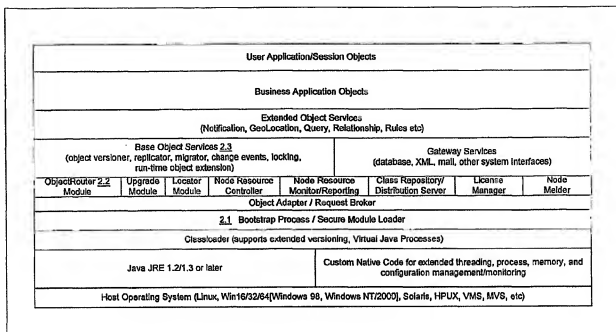 User Application/Session Objects
Business Application Objects
Extended Object Services
(Notification, GeoLocation, Query, Relationship, Rules etc)
Base Object Services 2.3
(object versioner, replicator, migrator, change events, locking,
run-time object extension)
Gateway Services
(database, XML, mail, other system interfaces)
ObjectRouter 2.2
Module
Upgrade
Module
Locator
Module
Node Resource
Controller
Node Resource
Monitor/Reporting
Class Repository/
Distribution Server
License
Manager
Node
Melder
Object Adapter / Request Broker
2.1 Bootstrap Process / Secure Module Loader
Classloader (supports extended versioning, Virtual Java Processes)
Java JRE 1.2/1.3 or later
Custom Native Code for extended threading, process, memory, and
configuration management/monitoring
Host Operating System (Linux, Win16/32/64[Windows 98, Windows NT/2000], Solaris, HPUX, VMS, MVS, etc)